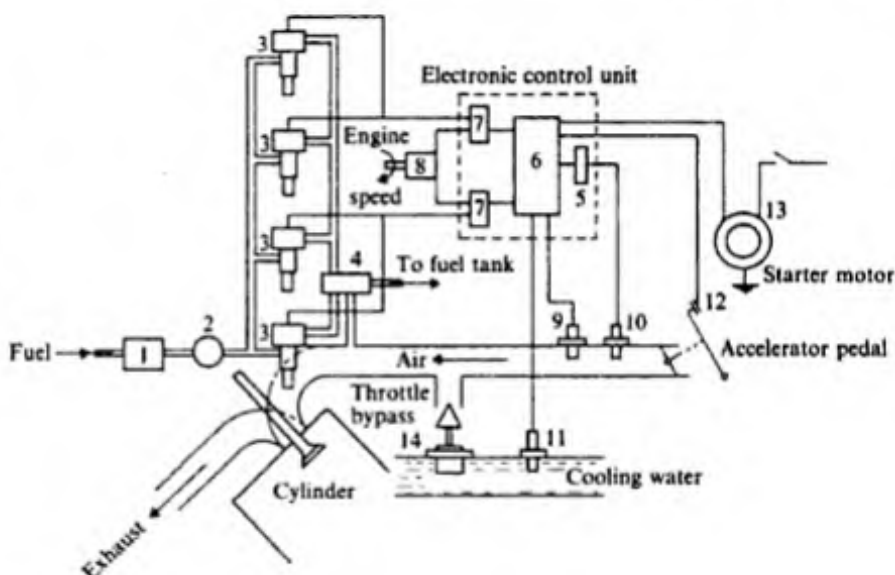 3
Electronic control unit
3
Engine
8
7
6
5
speed
7
13
3
4
To fuel tank
Starter motor
12
Fuel
1
2
3
9
10
Accelerator pedal
Air
Throttle
bypass
14
11
Cooling water
Cylinder
Exhaust